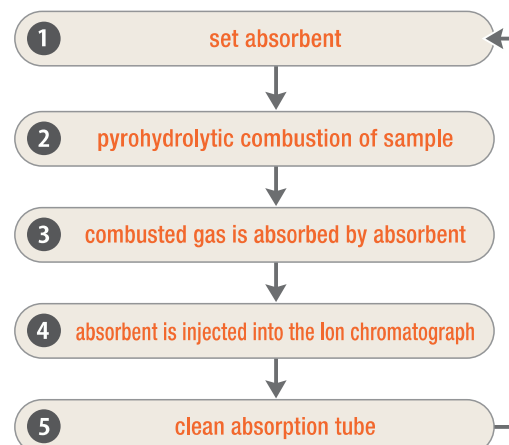 1 set absorbent
2 pyrohydrolytic combustion of sample
3 combusted gas is absorbed by absorbent
4 absorbent is injected into the Ion chromatograph
5 clean absorption tube